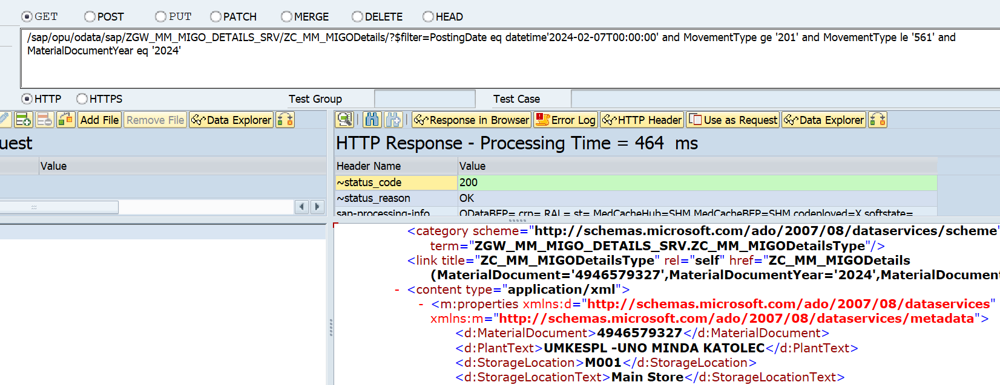 GET POST PUT PATCH MERGE DELETE HEAD
/sap/opu/odata/sap/ZGW_MM_MIGO_DETAILS_SRV/ZC_MM_MIGODetails/?$filter=PostingDate eq datetime'2024-02-07T00:00:00' and MovementType ge '201' and MovementType le '561' and
MaterialDocumentYear eq '2024'
HTTP HTTPS Test Group Test Case
Add File Remove File Data Explorer
Response in Browser Error Log HTTP Header Use as Request Data Explorer
uest
HTTP Response - Processing Time = 464 ms
Value
Header Name Value
~status_code 200
~status_reason OK
sap-processing-info ODataBEP= crp= RAL= st= MedCacheHub=SHM MedCacheBEP=SHM codeployed=X softstate=
<category scheme="http://schemas.microsoft.com/ado/2007/08/dataservices/scheme"
term="ZGW_MM_MIGO_DETAILS_SRV.ZC_MM_MIGODetailsType"/>
<link title="ZC_MM_MIGODetailsType" rel="self" href="ZC_MM_MIGODetails
(MaterialDocument='4946579327',MaterialDocumentYear='2024',MaterialDocument
- <content type="application/xml">
- <m:properties xmlns:d="http://schemas.microsoft.com/ado/2007/08/dataservices"
xmlns:m="http://schemas.microsoft.com/ado/2007/08/dataservices/metadata">
<d:MaterialDocument>4946579327</d:MaterialDocument>
<d:PlantText>UMKESPL -UNO MINDA KATOLEC</d:PlantText>
<d:StorageLocation>M001</d:StorageLocation>
<d:StorageLocationText>Main Store</d:StorageLocationText>